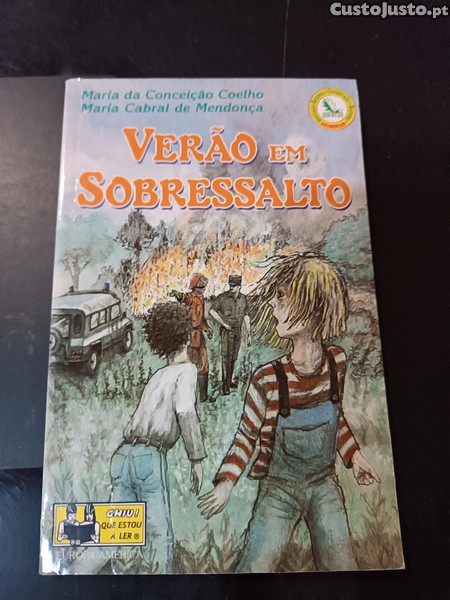 CustoJusto.pt
Maria da Conceição Coelho
Maria Cabral de Mendonça
VERÃO EM
SOBRESSALTO
CHIU!
QUE ESTOU
A LER®
EUROPA-AMÉRICA